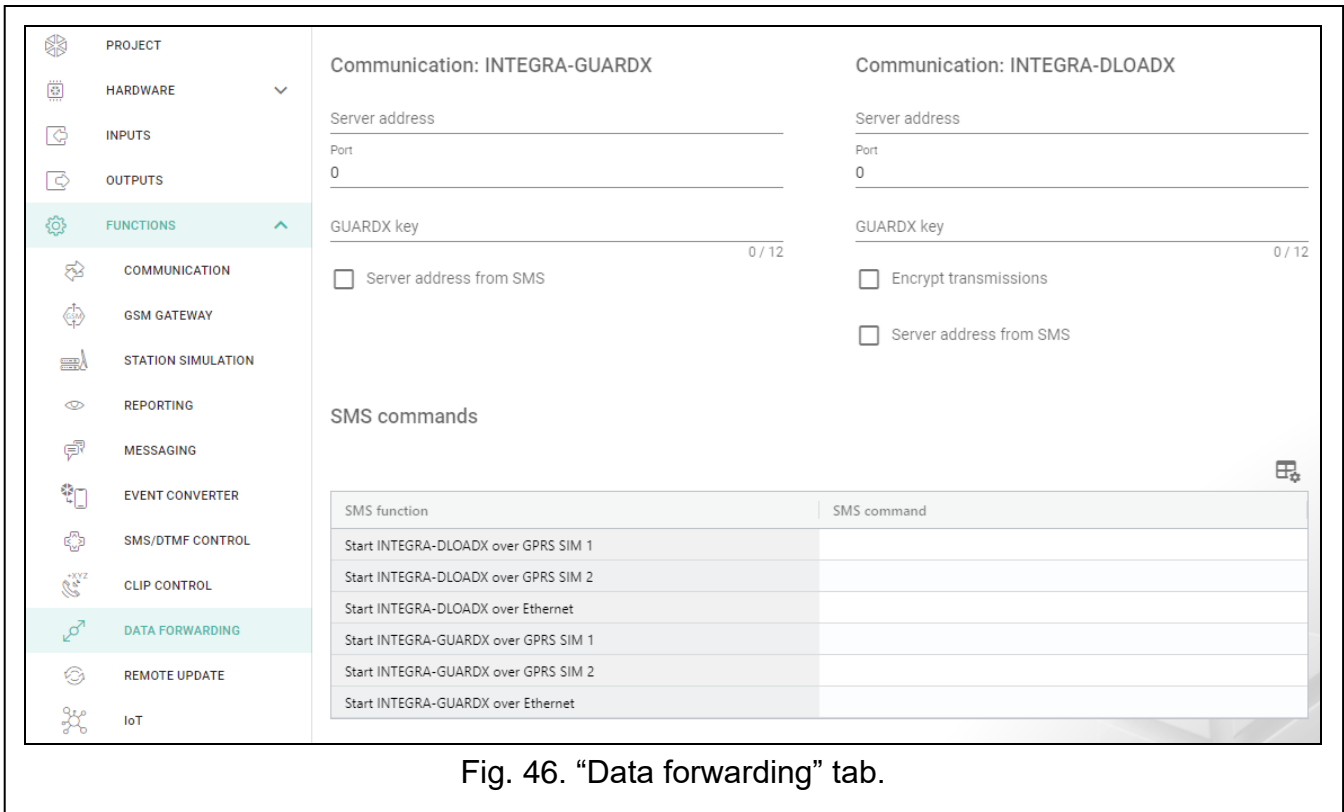 PROJECT
HARDWARE
INPUTS
OUTPUTS
FUNCTIONS
COMMUNICATION
GSM
GSM GATEWAY
STATION SIMULATION
REPORTING
MESSAGING
EVENT CONVERTER
SMS/DTMF CONTROL
+XYZ
CLIP CONTROL
DATA FORWARDING
REMOTE UPDATE
IoT
Communication: INTEGRA-GUARDX
Server address
Port
0
GUARDX key
0 / 12
Server address from SMS
Communication: INTEGRA-DLOADX
Server address
Port
0
GUARDX key
0 / 12
Encrypt transmissions
Server address from SMS
SMS commands
SMS function SMS command
Start INTEGRA-DLOADX over GPRS SIM 1
Start INTEGRA-DLOADX over GPRS SIM 2
Start INTEGRA-DLOADX over Ethernet
Start INTEGRA-GUARDX over GPRS SIM 1
Start INTEGRA-GUARDX over GPRS SIM 2
Start INTEGRA-GUARDX over Ethernet
Fig. 46. “Data forwarding” tab.